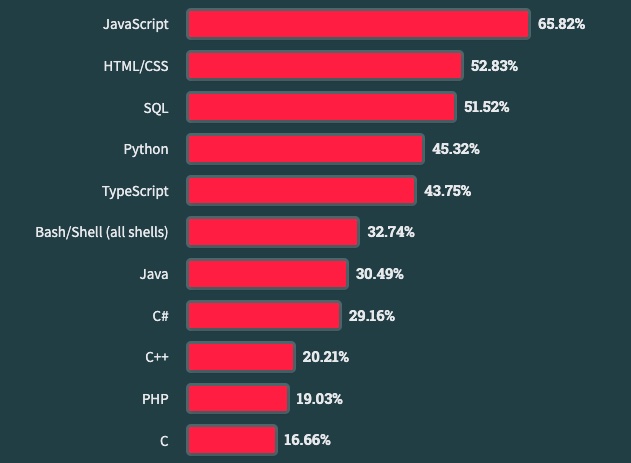 JavaScript 65.82%
HTML/CSS 52.83%
SQL 51.52%
Python 45.32%
TypeScript 43.75%
Bash/Shell (all shells) 32.74%
Java 30.49%
C# 29.16%
C++ 20.21%
PHP 19.03%
C 16.66%